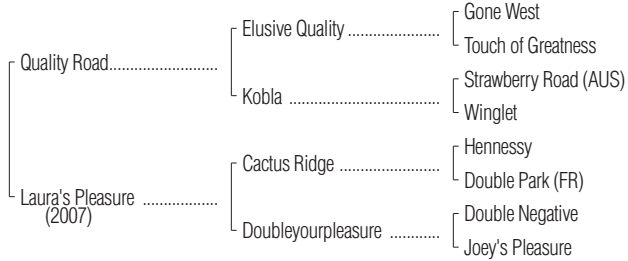 Gone West
Elusive Quality
Touch of Greatness
Quality Road
Strawberry Road (AUS)
Kobla
Winglet
Hennessy
Cactus Ridge
Double Park (FR)
Laura's Pleasure
(2007)
Double Negative
Doubleyourpleasure
Joey's Pleasure